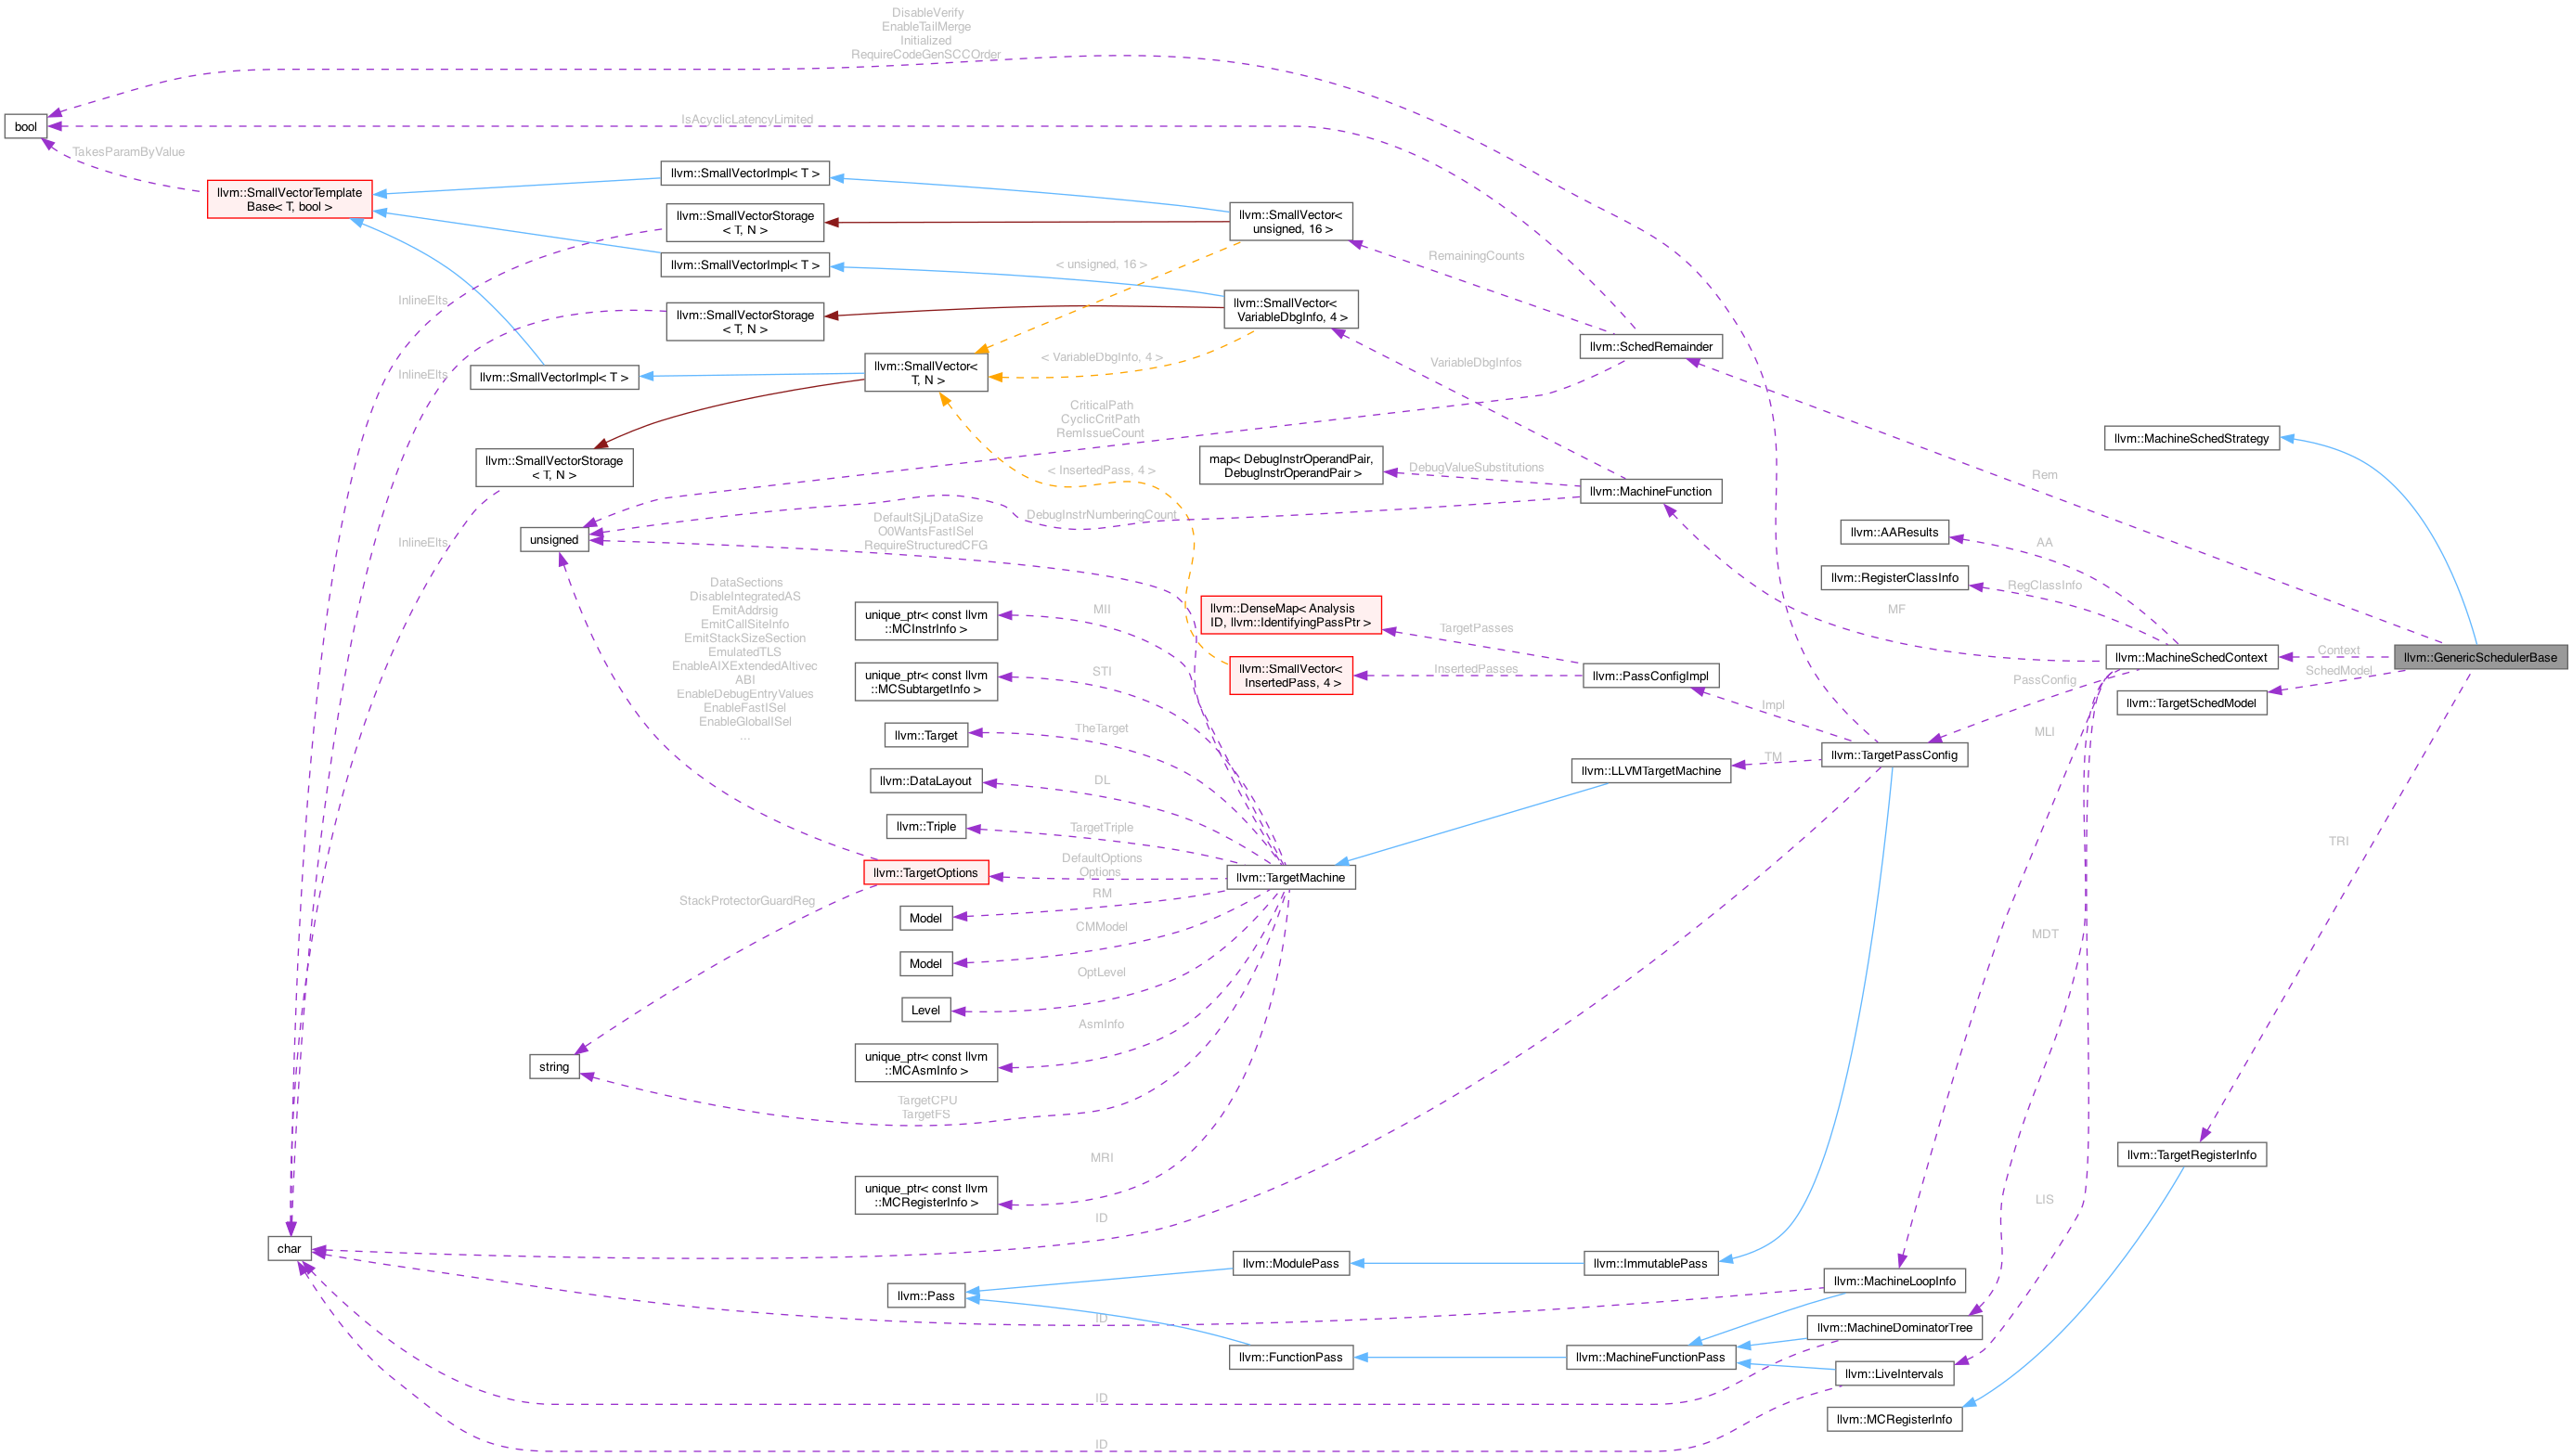 DisableVerify
EnableTailMerge
Initialized
RequireCodeGenSCCOrder
bool
IsAcyclicLatencyLimited
TakesParamByValue
llvm::SmallVectorTemplate
Base< T, bool >
llvm::SmallVectorImpl< T >
llvm::SmallVectorStorage
< T, N >
llvm::SmallVector<
unsigned, 16 >
llvm::SmallVectorImpl< T >
< unsigned, 16 >
RemainingCounts
InlineElts
llvm::SmallVectorStorage
< T, N >
llvm::SmallVector<
VariableDbgInfo, 4 >
llvm::SchedRemainder
< VariableDbgInfo, 4 >
VariableDbgInfos
InlineElts
llvm::SmallVectorImpl< T >
llvm::SmallVector<
T, N >
CriticalPath
CyclicCritPath
RemIssueCount
llvm::MachineSchedStrategy
llvm::SmallVectorStorage
< T, N >
< InsertedPass, 4 >
map< DebugInstrOperandPair,
DebugInstrOperandPair >
DebugValueSubstitutions
llvm::MachineFunction
Rem
DebugInstrNumberingCount
DefaultSjLjDataSize
O0WantsFastISel
RequireStructuredCFG
InlineElts
unsigned
llvm::AAResults
AA
llvm::RegisterClassInfo
RegClassInfo
DataSections
DisableIntegratedAS
EmitAddrsig
EmitCallSiteInfo
EmitStackSizeSection
EmulatedTLS
EnableAIXExtendedAltivec
ABI
EnableDebugEntryValues
EnableFastISel
EnableGlobalISel
...
unique_ptr< const llvm
::MCInstrInfo >
MII
llvm::DenseMap< Analysis
ID, llvm::IdentifyingPassPtr >
TargetPasses
MF
unique_ptr< const llvm
::MCSubtargetInfo >
STI
llvm::SmallVector<
InsertedPass, 4 >
InsertedPasses
llvm::PassConfigImpl
llvm::MachineSchedContext
Context
llvm::GenericSchedulerBase
SchedModel
PassConfig
llvm::TargetSchedModel
Impl
llvm::Target
TheTarget
MLI
llvm::TargetPassConfig
TM
llvm::LLVMTargetMachine
llvm::DataLayout
DL
llvm::Triple
TargetTriple
TRI
llvm::TargetOptions
DefaultOptions
Options
llvm::TargetMachine
StackProtectorGuardReg
RM
Model
CMModel
Model
MDT
OptLevel
Level
AsmInfo
unique_ptr< const llvm
::MCAsmInfo >
string
TargetCPU
TargetFS
MRI
unique_ptr< const llvm
::MCRegisterInfo >
llvm::TargetRegisterInfo
LIS
ID
char
llvm::ModulePass
llvm::ImmutablePass
llvm::MachineLoopInfo
llvm::Pass
ID
llvm::MachineDominatorTree
llvm::FunctionPass
llvm::MachineFunctionPass
llvm::LiveIntervals
ID
llvm::MCRegisterInfo
ID